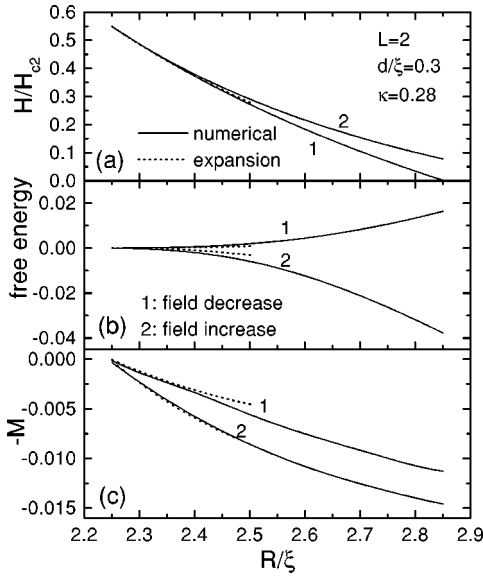 0.6
0.5
0.4
0.3
0.2
0.1
0.0
H/H_c2
L=2
d/ξ=0.3
κ=0.28
2
1
numerical
expansion
(a)
0.02
0.00
-0.02
-0.04
free energy
1
2
1: field decrease
2: field increase
(b)
0.000
-0.005
-0.010
-0.015
-M
1
2
(c)
2.2 2.3 2.4 2.5 2.6 2.7 2.8 2.9
R/ξ